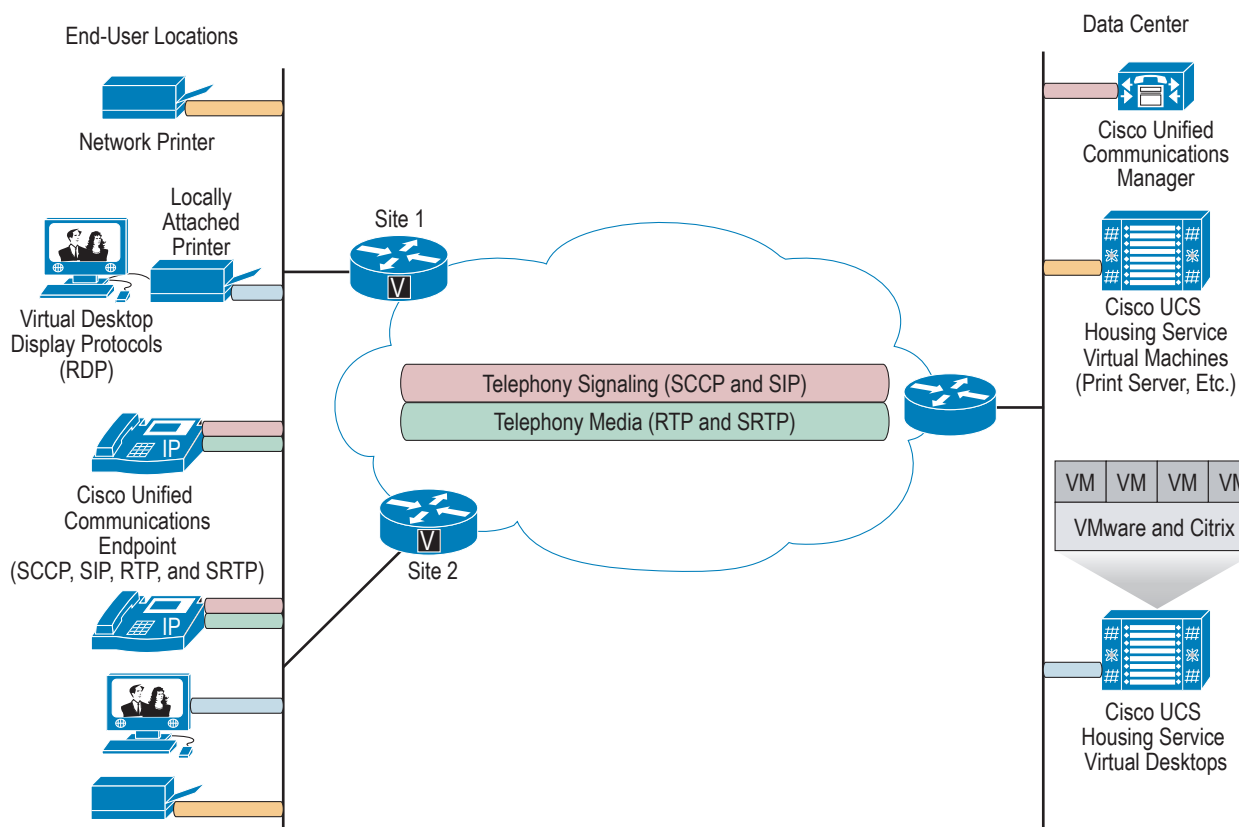 End-User Locations
Network Printer
Locally
Attached
Printer
Virtual Desktop
Display Protocols
(RDP)
IP
Cisco Unified
Communications
Endpoint
(SCCP, SIP, RTP, and SRTP)
IP
Site 1
V
Telephony Signaling (SCCP and SIP)
Telephony Media (RTP and SRTP)
V
Site 2
Data Center
Cisco Unified
Communications
Manager
# #
# #
Cisco UCS
Housing Service
Virtual Machines
(Print Server, Etc.)
VM VM VM
VMware and Citrix
# #
# #
Cisco UCS
Housing Service
Virtual Desktops